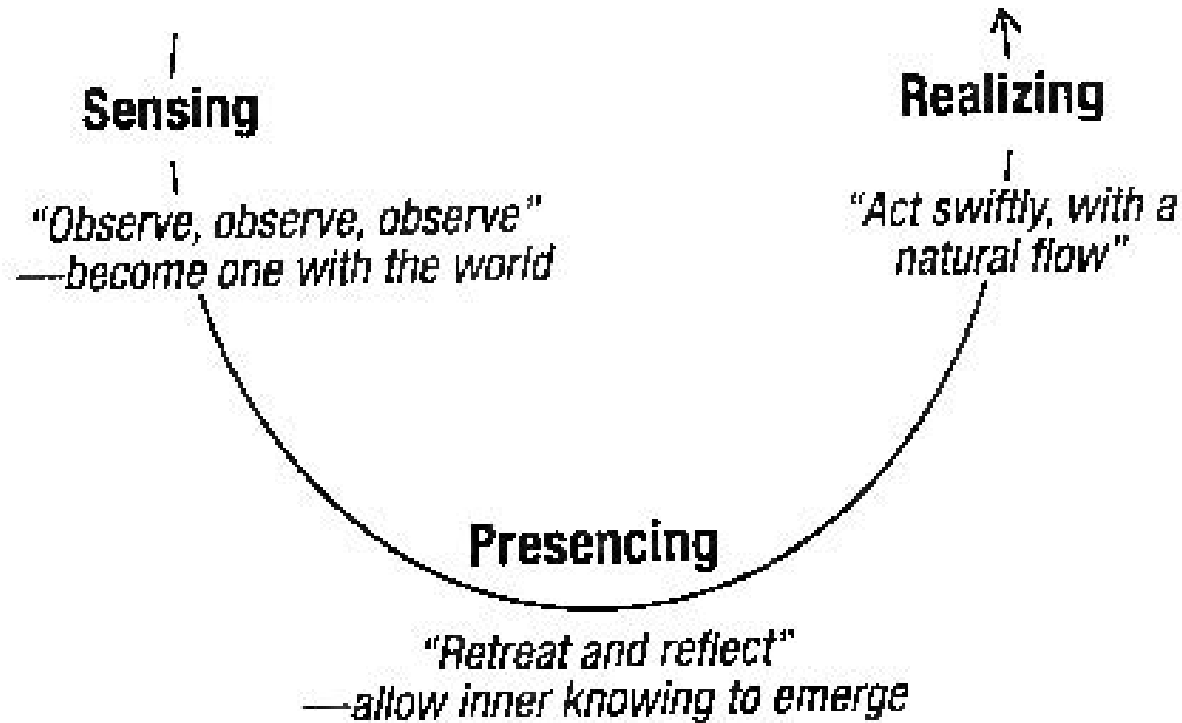 Sensing
"Observe, observe, observe"
—become one with the world
Presencing
"Retreat and reflect"
—allow inner knowing to emerge
Realizing
"Act swiftly, with a
natural flow"